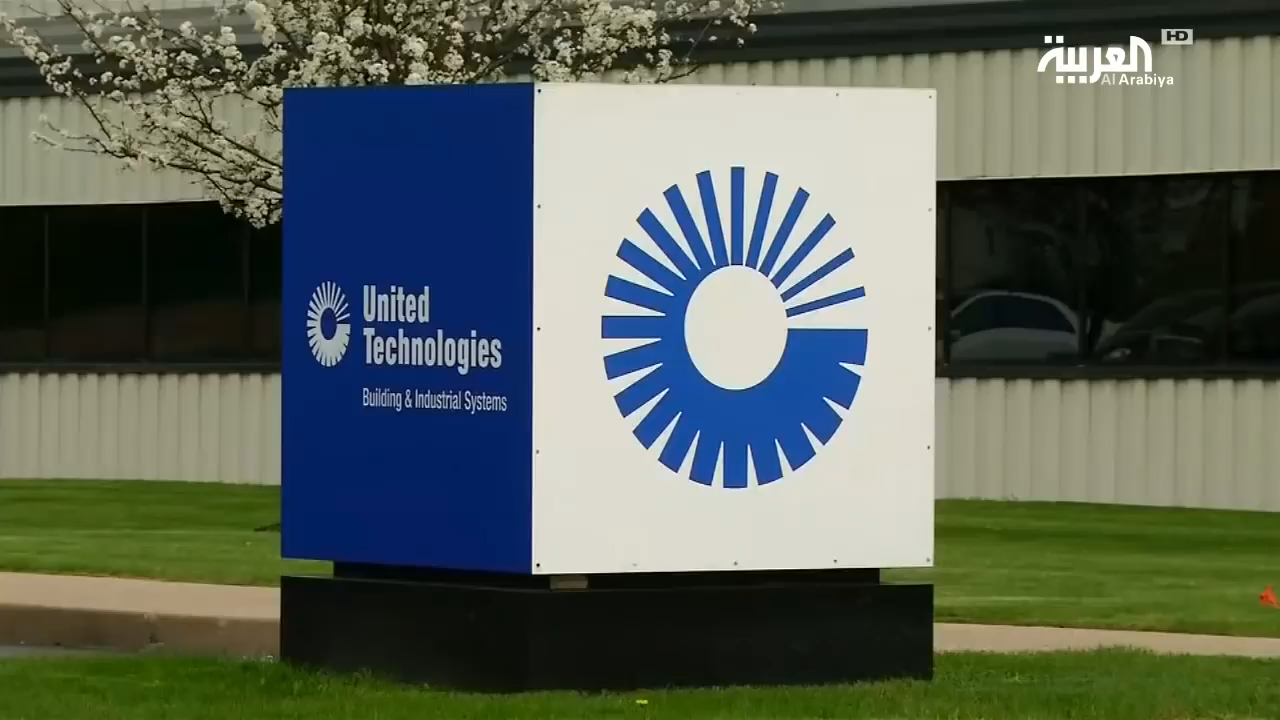 العربية HD
Al Arabiya
United
Technologies
Building & Industrial Systems